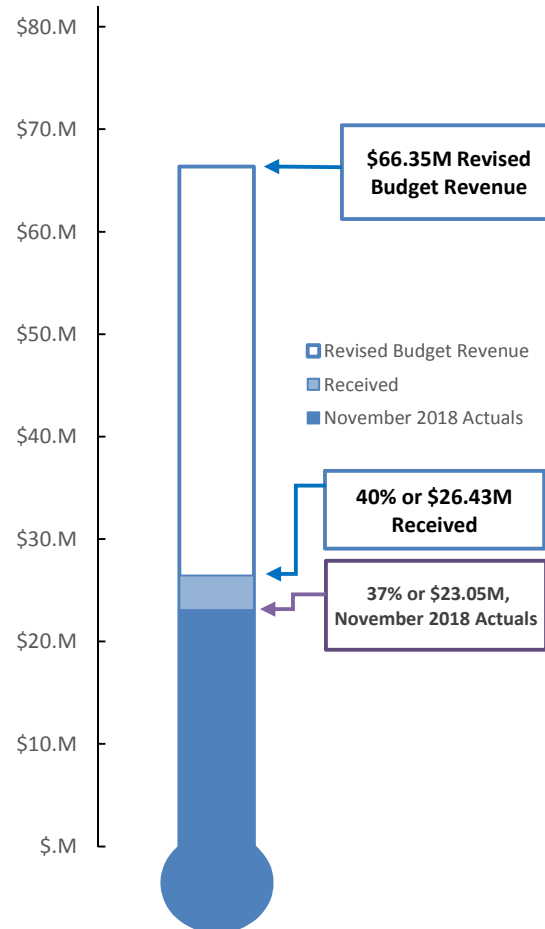 $80.M
$70.M
$66.35M Revised
Budget Revenue
$60.M
$50.M
Revised Budget Revenue
Received
November 2018 Actuals
$40.M
40% or $26.43M
Received
$30.M
37% or $23.05M,
November 2018 Actuals
$20.M
$10.M
$.M